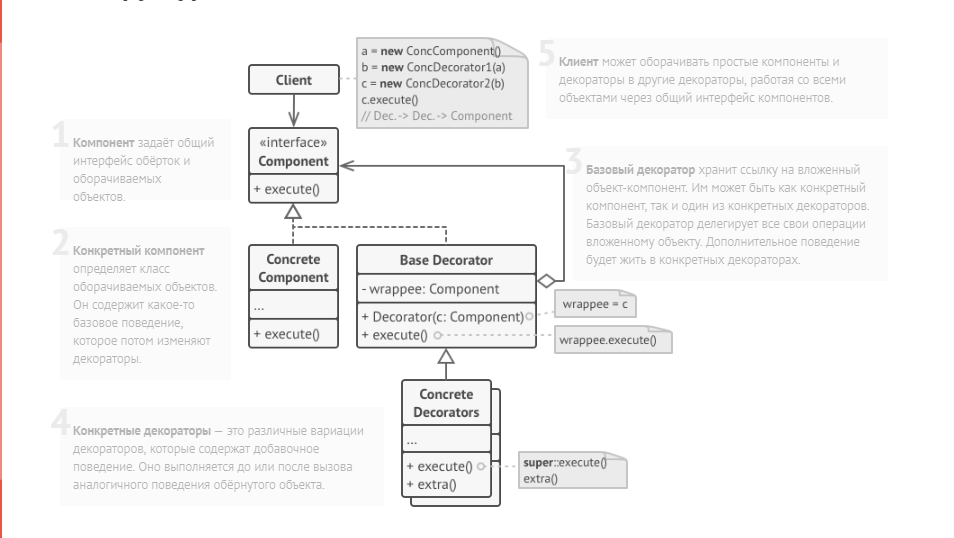 Client
a = new ConcComponent()
b = new ConcDecorator1(a)
c = new ConcDecorator2(b)
c.execute()
// Dec. -> Dec. -> Component
5
Клиент может оборачивать простые компоненты и
декораторы в другие декораторы, работая со всеми
объектами через общий интерфейс компонентов.
1
Компонент задаёт общий
интерфейс обёрток и
оборачиваемых
объектов.
«interface»
Component
+ execute()
3
Базовый декоратор хранит ссылку на вложенный
объект-компонент. Им может быть как конкретный
компонент, так и один из конкретных декораторов.
Базовый декоратор делегирует все свои операции
вложенному объекту. Дополнительное поведение
будет жить в конкретных декораторах.
2
Конкретный компонент
определяет класс
оборачиваемых объектов.
Он содержит какое-то
базовое поведение,
которое потом изменяют
декораторы.
Concrete
Component
...
+ execute()
Base Decorator
- wrappee: Component
+ Decorator(c: Component)
+ execute()
wrappee = c
wrappee.execute()
4
Конкретные декораторы — это различные вариации
декораторов, которые содержат добавочное
поведение. Оно выполняется до или после вызова
аналогичного поведения обёрнутого объекта.
Concrete
Decorators
...
+ execute()
+ extra()
super::execute()
extra()